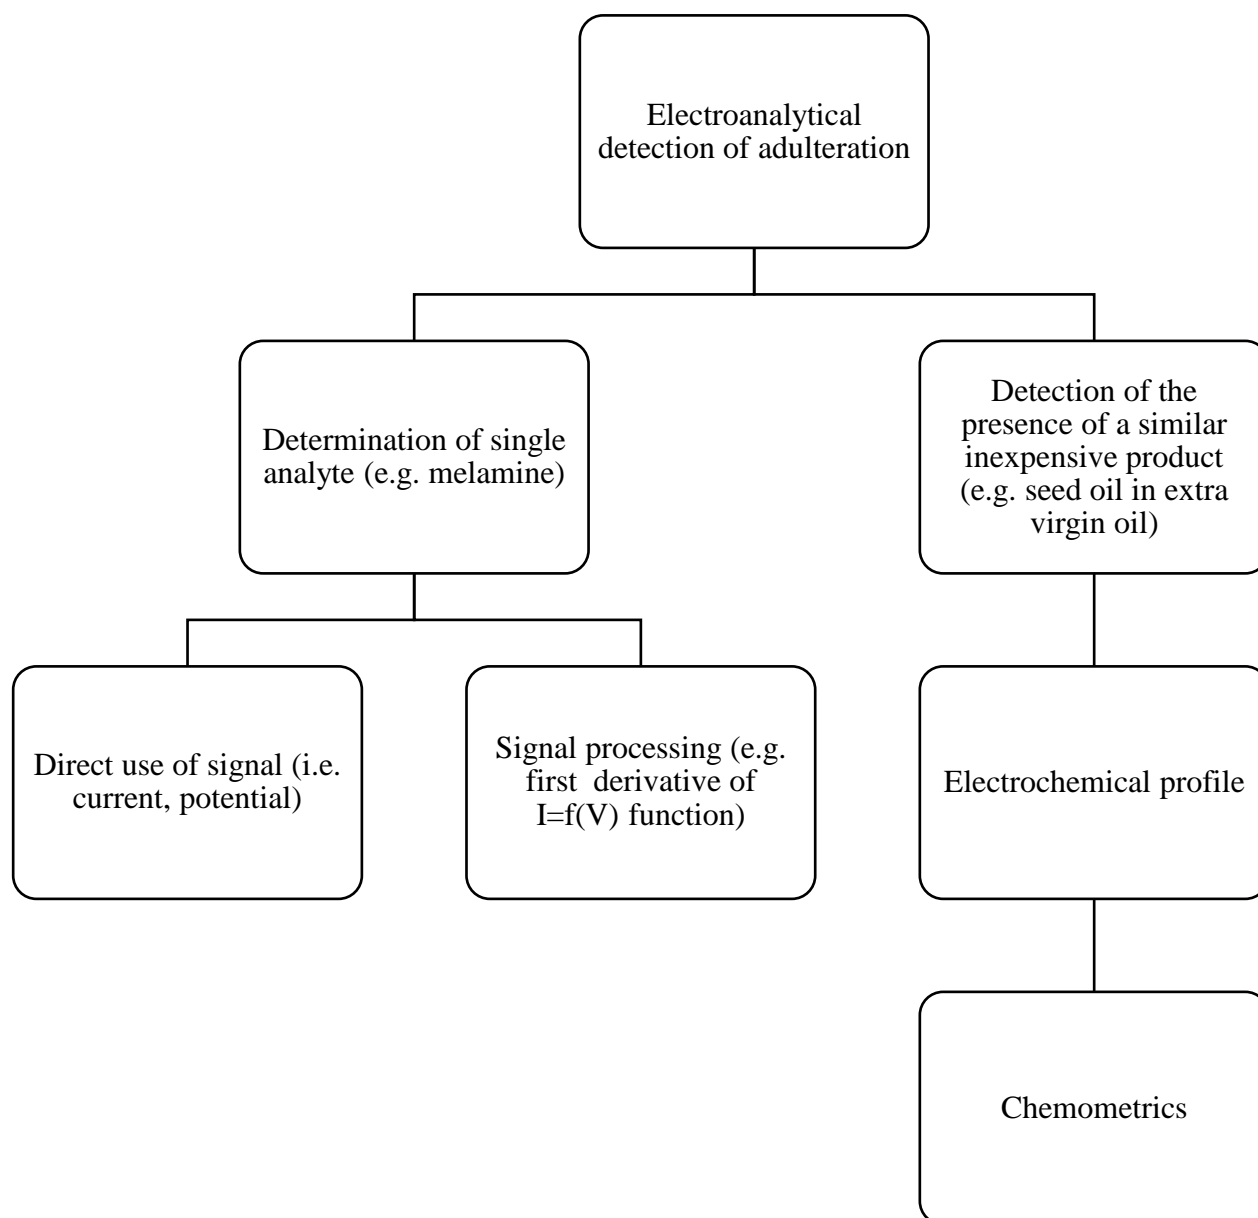 Electroanalytical
detection of adulteration
Determination of single
analyte (e.g. melamine)
Detection of the
presence of a similar
inexpensive product
(e.g. seed oil in extra
virgin oil)
Direct use of signal (i.e.
current, potential)
Signal processing (e.g.
first derivative of
I=f(V) function)
Electrochemical profile
Chemometrics